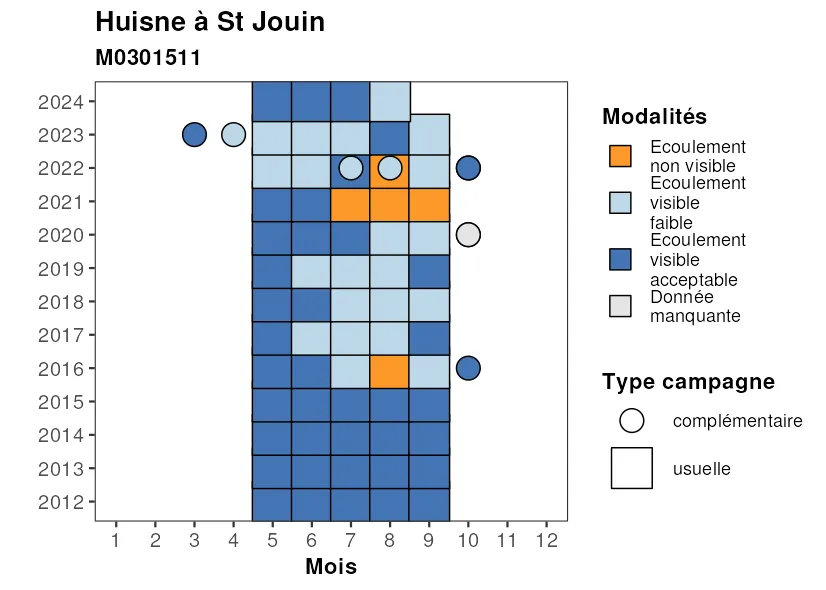 Huisne à St Jouin
M0301511
2024
2023
2022
2021
2020
2019
2018
2017
2016
2015
2014
2013
2012
1 2 3 4 5 6 7 8 9 10 11 12
Mois
Modalités
Ecoulement
non visible
Ecoulement
visible
faible
Ecoulement
visible
acceptable
Donnée
manquante
Type campagne
complémentaire
usuelle